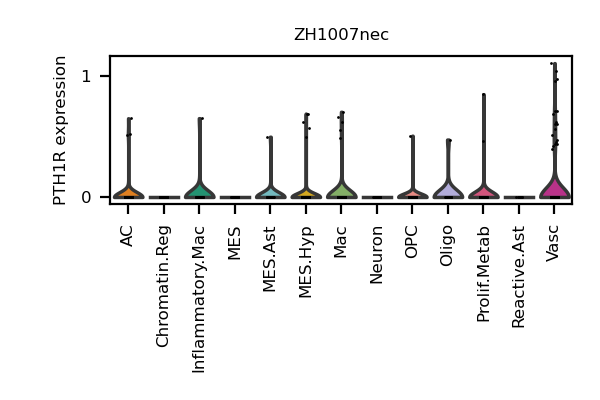 ZH1007nec
PTH1R expression
1
0
AC
Chromatin.Reg
Inflammatory.Mac
MES
MES.Ast
MES.Hyp
Mac
Neuron
OPC
Oligo
Prolif.Metab
Reactive.Ast
Vasc